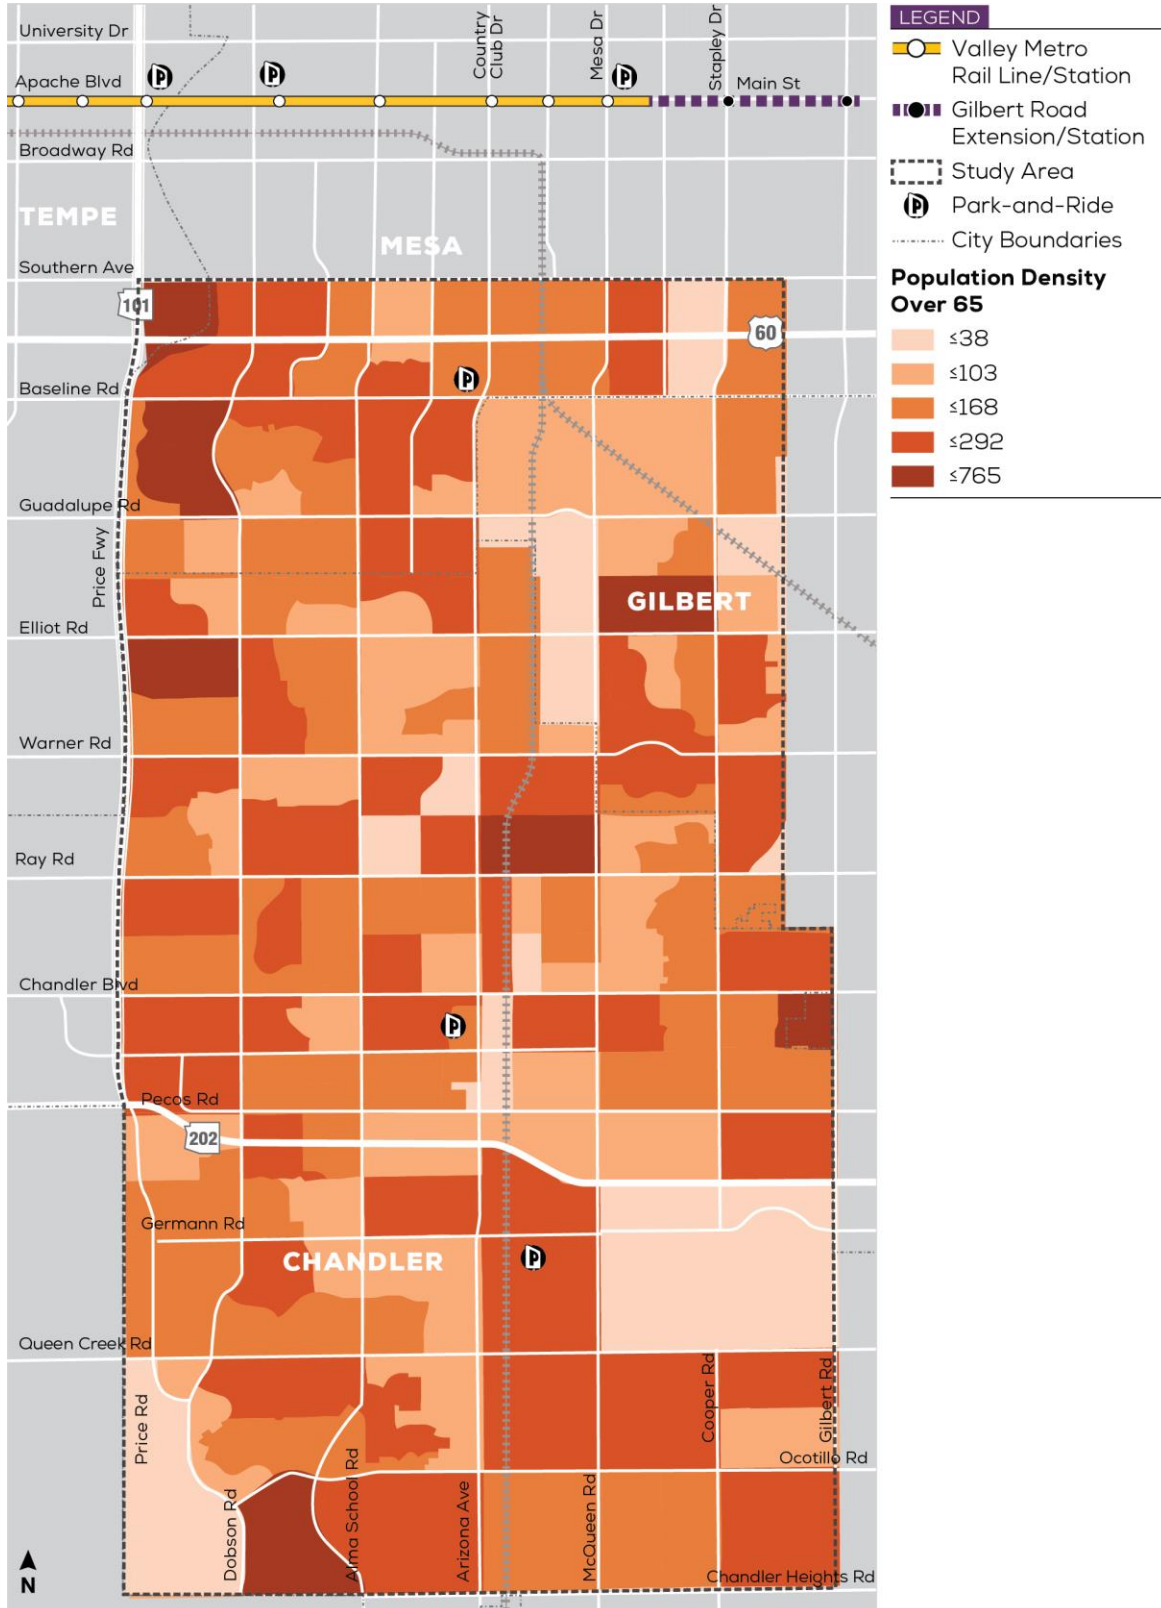 University Dr
Apache Blvd
Country
Club Dr
Mesa Dr
Stapley Dr
Main St
Broadway Rd
TEMPE
MESA
Southern Ave
101
60
Baseline Rd
Guadalupe Rd
Price Fwy
GILBERT
Elliot Rd
Warner Rd
Ray Rd
Chandler Blvd
Pecos Rd
202
Germann Rd
CHANDLER
Queen Creek Rd
Price Rd
Dobson Rd
Alma School Rd
Arizona Ave
McQueen Rd
Cooper Rd
Gilbert Rd
Ocotillo Rd
Chandler Heights Rd
N
LEGEND
Valley Metro
Rail Line/Station
Gilbert Road
Extension/Station
Study Area
P Park-and-Ride
City Boundaries
Population Density
Over 65
≤38
≤103
≤168
≤292
≤765